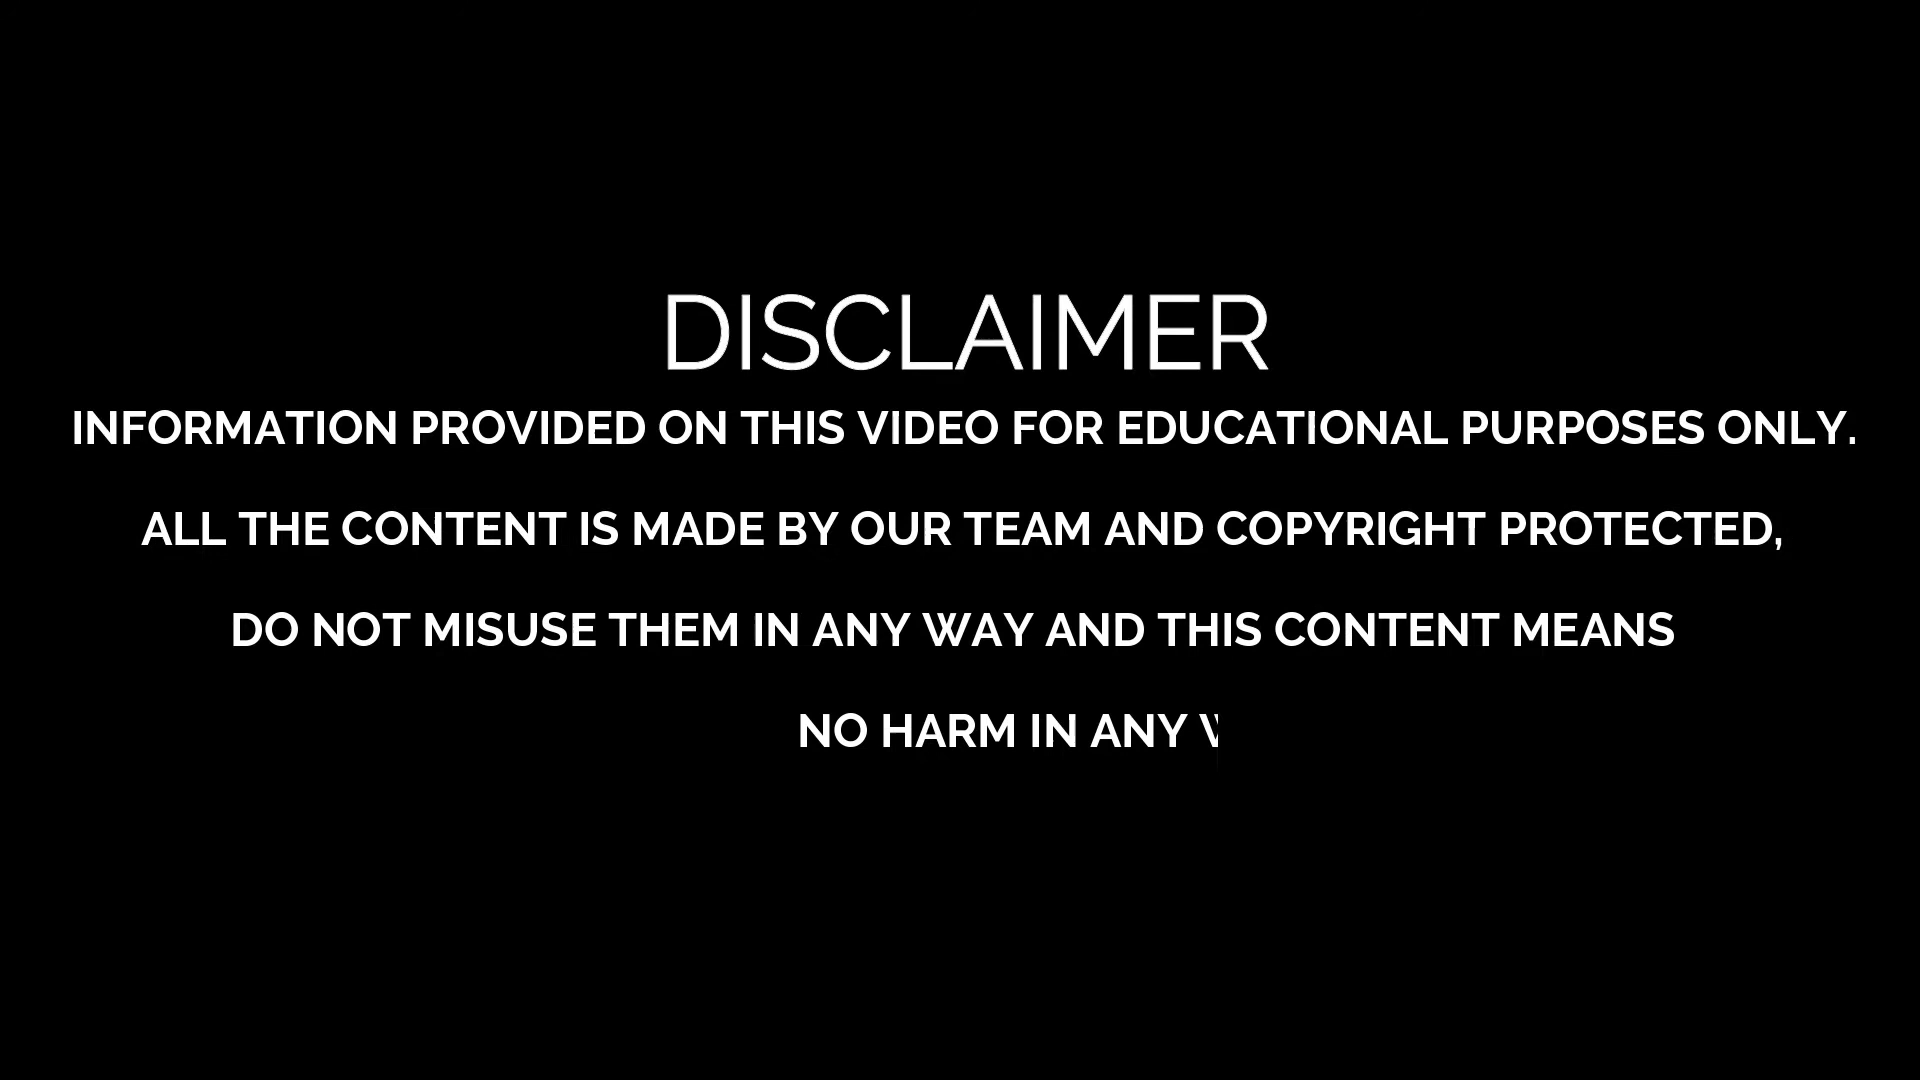 DISCLAIMER
INFORMATION PROVIDED ON THIS VIDEO FOR EDUCATIONAL PURPOSES ONLY.
ALL THE CONTENT IS MADE BY OUR TEAM AND COPYRIGHT PROTECTED,
DO NOT MISUSE THEM IN ANY WAY AND THIS CONTENT MEANS
NO HARM IN ANY